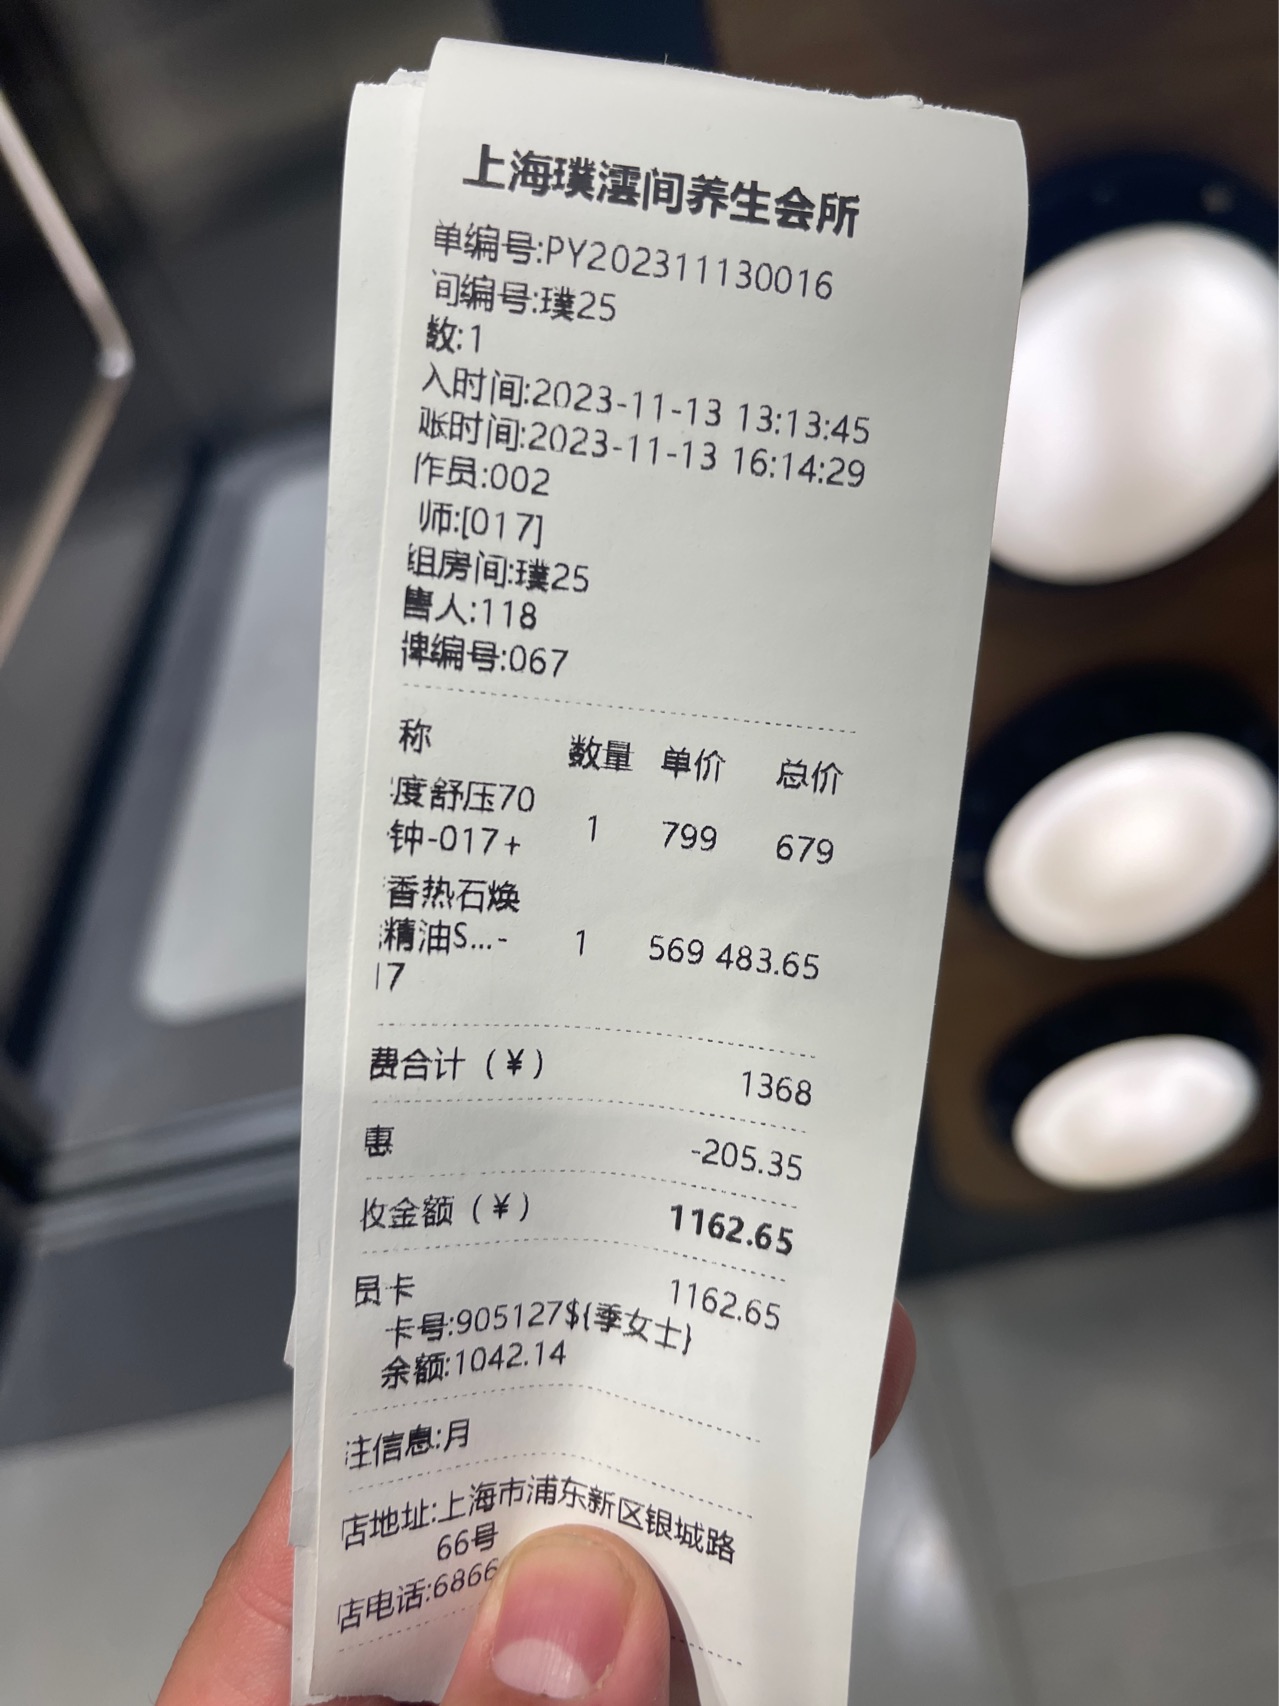 上海璞澐间养生会所
单编号:PY202311130016
间编号:璞25
数:1
入时间:2023-11-13 13:13:45
账时间:2023-11-13 16:14:29
作员:002
师:[017]
组房间:璞25
售人:118
牌编号:067
称 数量 单价 总价
度舒压70
钟-017+ 1 799 679
香热石焕
精油S...- 1 569 483.65
17
费合计（¥） 1368
惠 -205.35
收金额（¥） 1162.65
员卡 1162.65
卡号:905127${季女士}
余额:1042.14
注信息:月
店地址:上海市浦东新区银城路
66号
店电话:6866